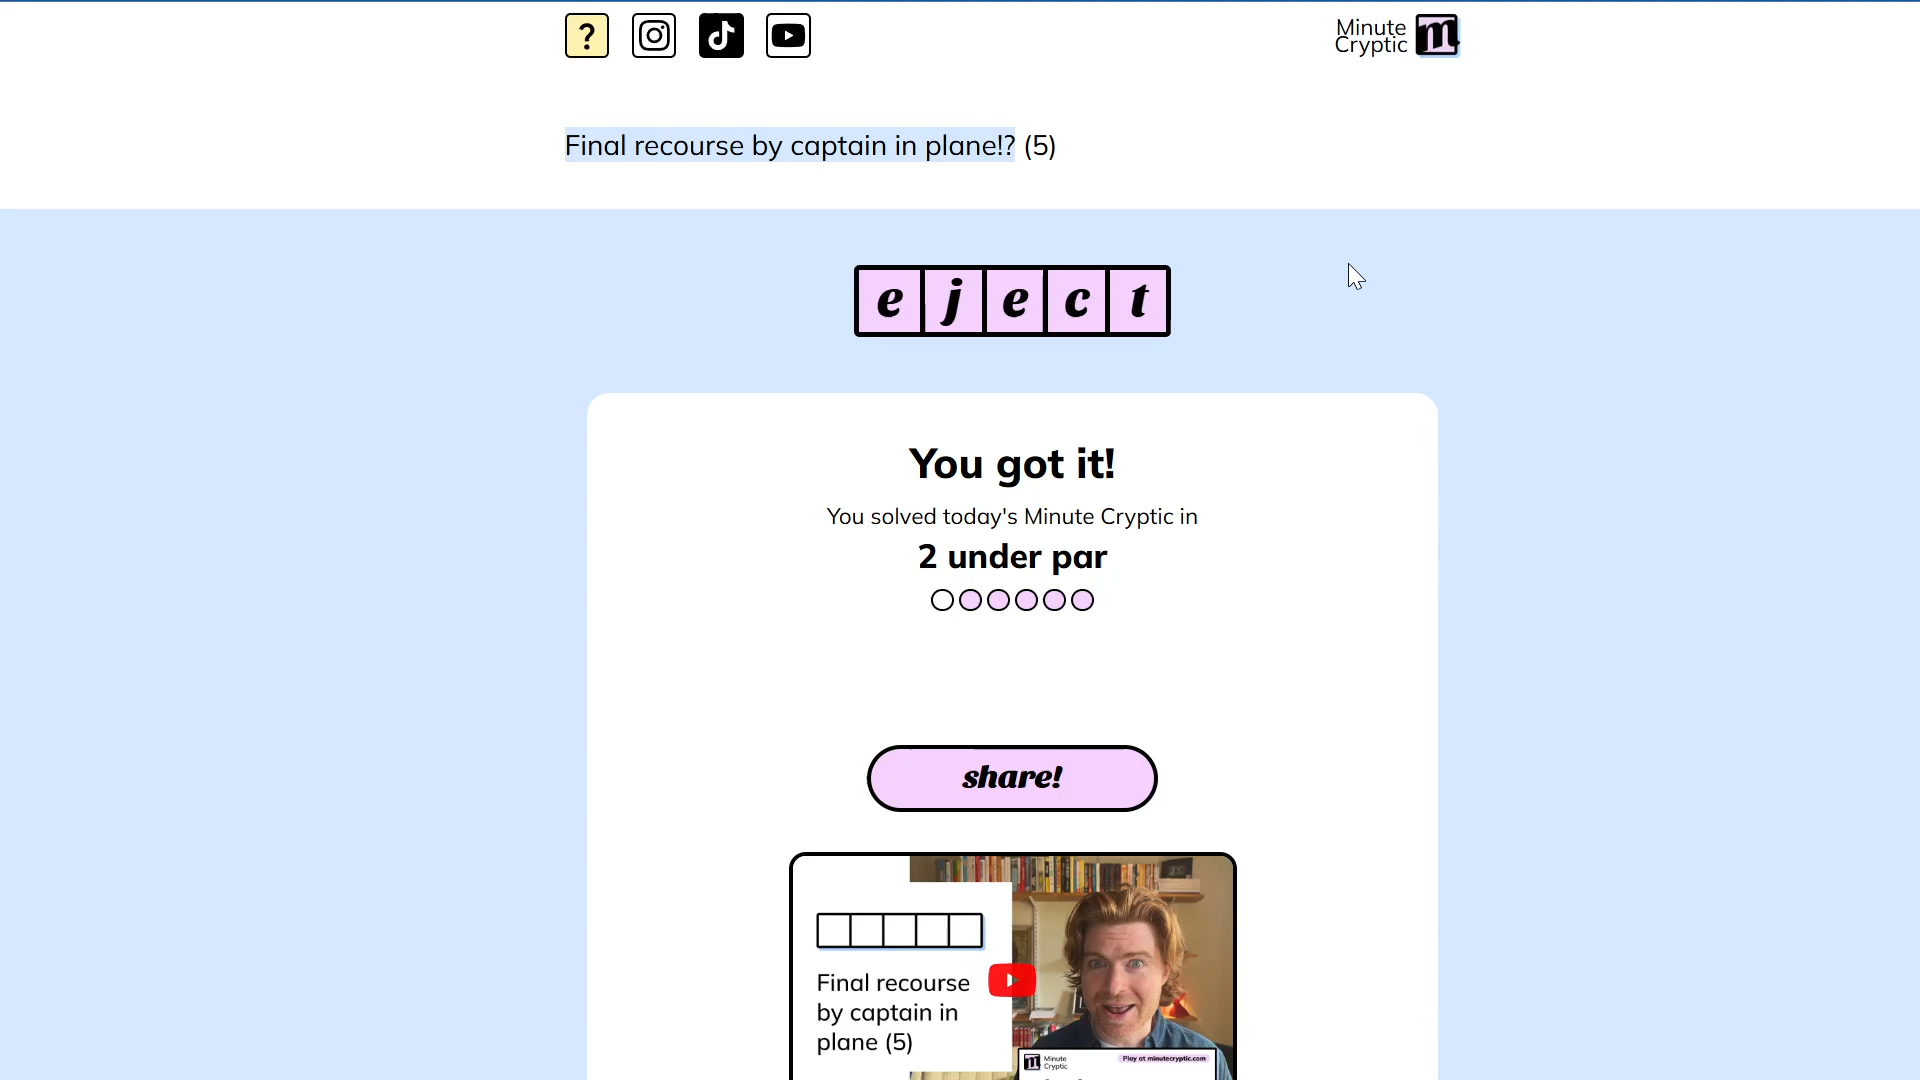 ?
Minute
Cryptic
m
Final recourse by captain in plane!? (5)
e j e c t
You got it!
You solved today's Minute Cryptic in
2 under par
share!
Final recourse
by captain in
plane (5)
m
Minute
Cryptic
Play at minutecryptic.com